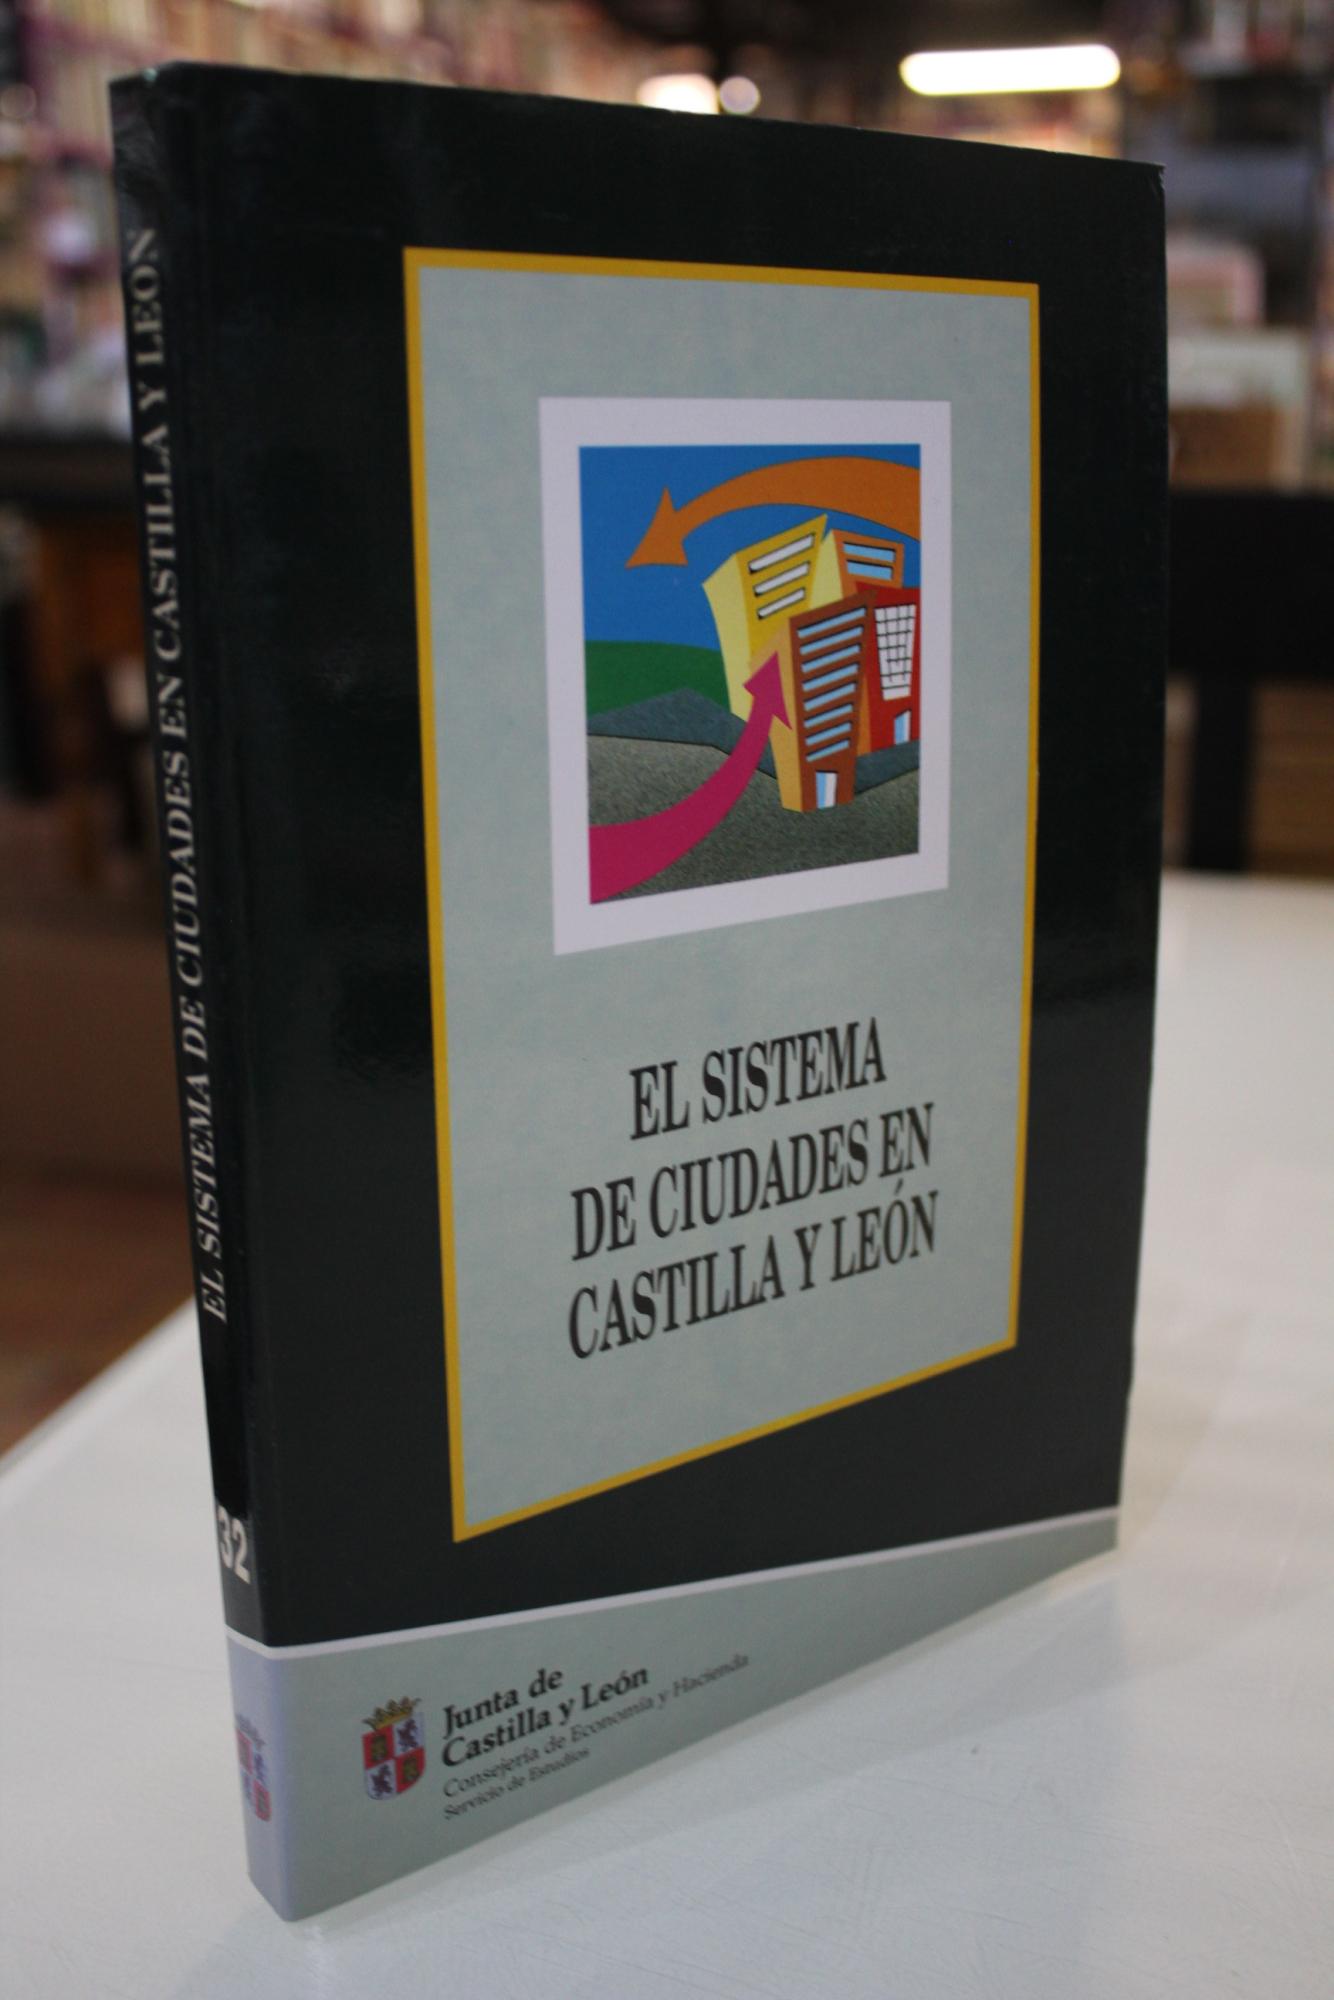 EL SISTEMA DE CIUDADES EN CASTILLA Y LEON
32
EL SISTEMA
DE CIUDADES EN
CASTILLA Y LEÓN
Junta de
Castilla y León
Consejería de Economía y Hacienda
Servicio de Estudios